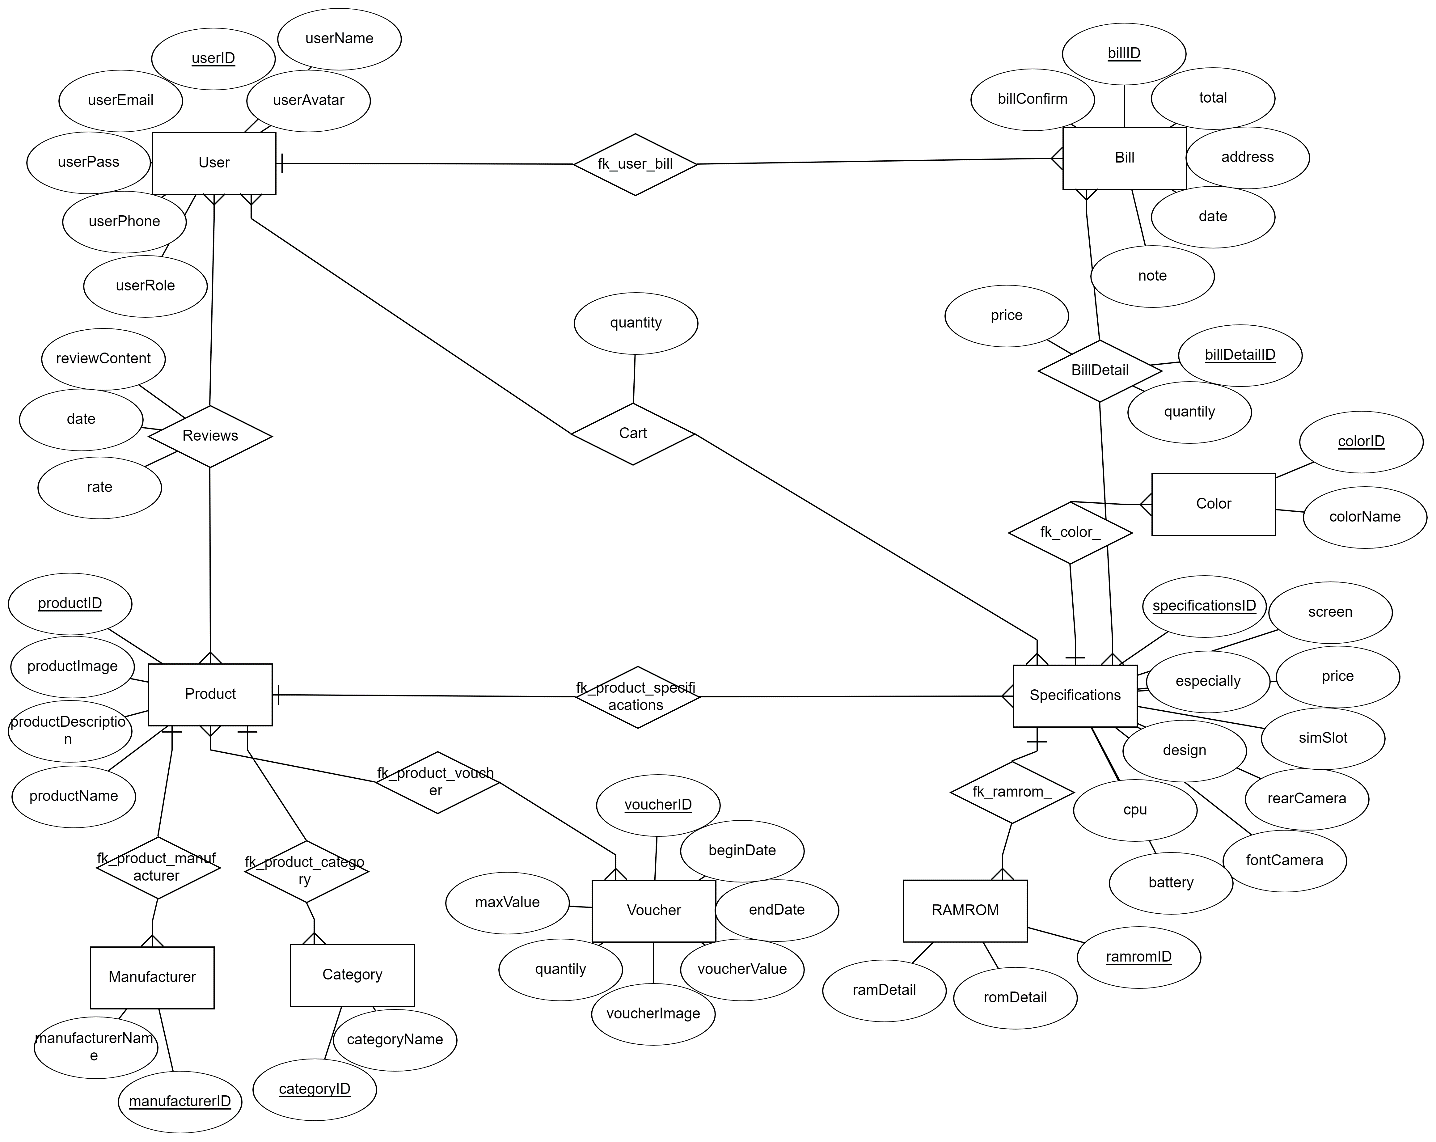 userName
userID
userEmail
userAvatar
userPass
User
userPhone
userRole
fk_user_bill
billID
billConfirm
total
Bill
address
date
note
quantity
price
billDetailID
BillDetail
quantily
reviewContent
date
Reviews
rate
Cart
colorID
Color
colorName
fk_color_
productID
productImage
Product
productDescriptio
n
productName
fk_product_specifi
acations
specificationsID
screen
especially
price
Specifications
simSlot
design
rearCamera
cpu
fontCamera
battery
fk_product_vouch
er
fk_ramrom_
fk_product_manuf
acturer
fk_product_catego
ry
voucherID
beginDate
maxValue
Voucher
endDate
quantily
voucherValue
voucherImage
RAMROM
ramromID
ramDetail
romDetail
Manufacturer
Category
manufacturerNam
e
categoryName
manufacturerID
categoryID